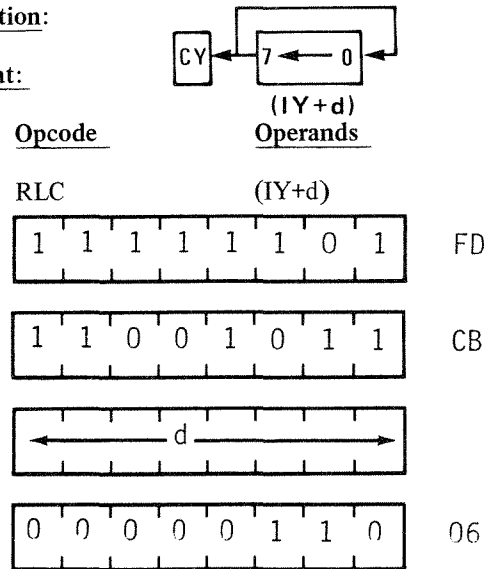 tion:
CY 7 0
at:
(IY+d)
Opcode Operands
RLC (IY+d)
1 1 1 1 1 1 0 1 FD
1 1 0 0 1 0 1 1 CB
d
0 0 0 0 0 1 1 0 06